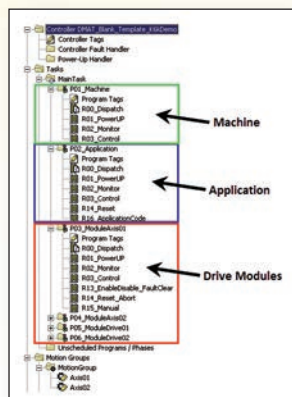 Controller DMAT_Blank_Template_KIADemo
Controller Tags
Controller Fault Handler
Power-Up Handler
Tasks
MainTask
P01_Machine
Program Tags
R00_Dispatch
R01_PowerUP
R02_Monitor
R03_Control
Machine
P02_Application
Program Tags
R00_Dispatch
R01_PowerUP
R02_Monitor
R03_Control
R14_Reset
R16_ApplicationCode
Application
P03_ModuleAxis01
Program Tags
R00_Dispatch
R01_PowerUP
R02_Monitor
R03_Control
R13_EnableDisable_FaultClear
R14_Reset_Abort
R15_Manual
Drive Modules
P04_ModuleAxis02
P05_ModuleDrive01
P06_ModuleDrive02
Unscheduled Programs / Phases
Motion Groups
MotionGroup
Axis01
Axis02